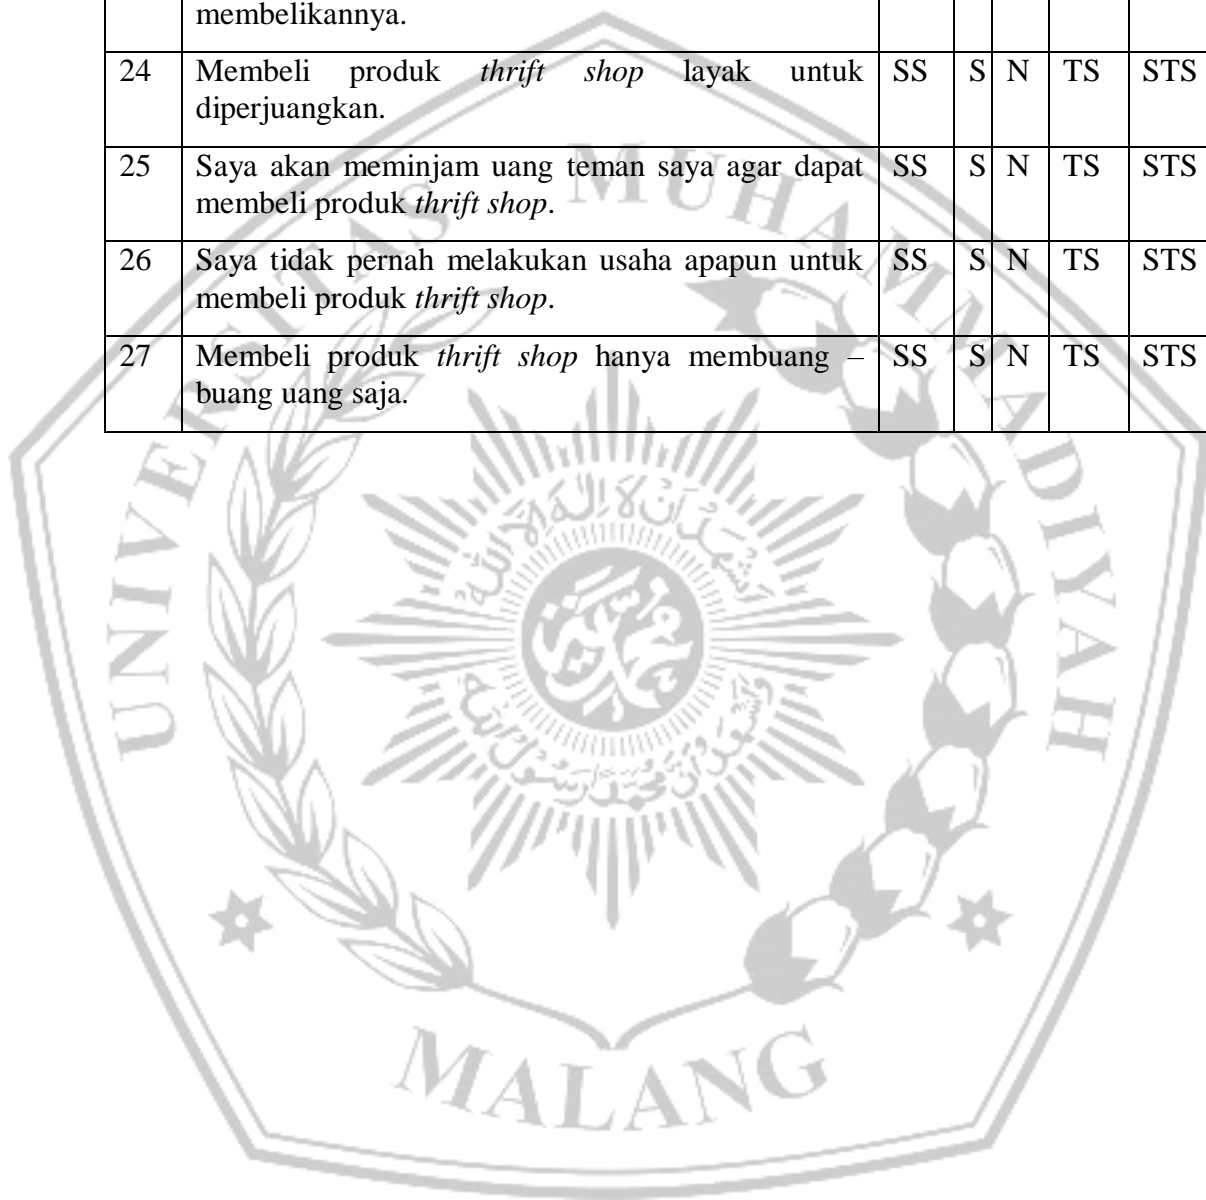 membelikannya.
24 Membeli produk thrift shop layak untuk SS S N TS STS
diperjuangkan.
25 Saya akan meminjam uang teman saya agar dapat SS S N TS STS
membeli produk thrift shop.
26 Saya tidak pernah melakukan usaha apapun untuk SS S N TS STS
membeli produk thrift shop.
27 Membeli produk thrift shop hanya membuang – SS S N TS STS
buang uang saja.
UNIVERSITAS MUHAMMADIYAH
MALANG